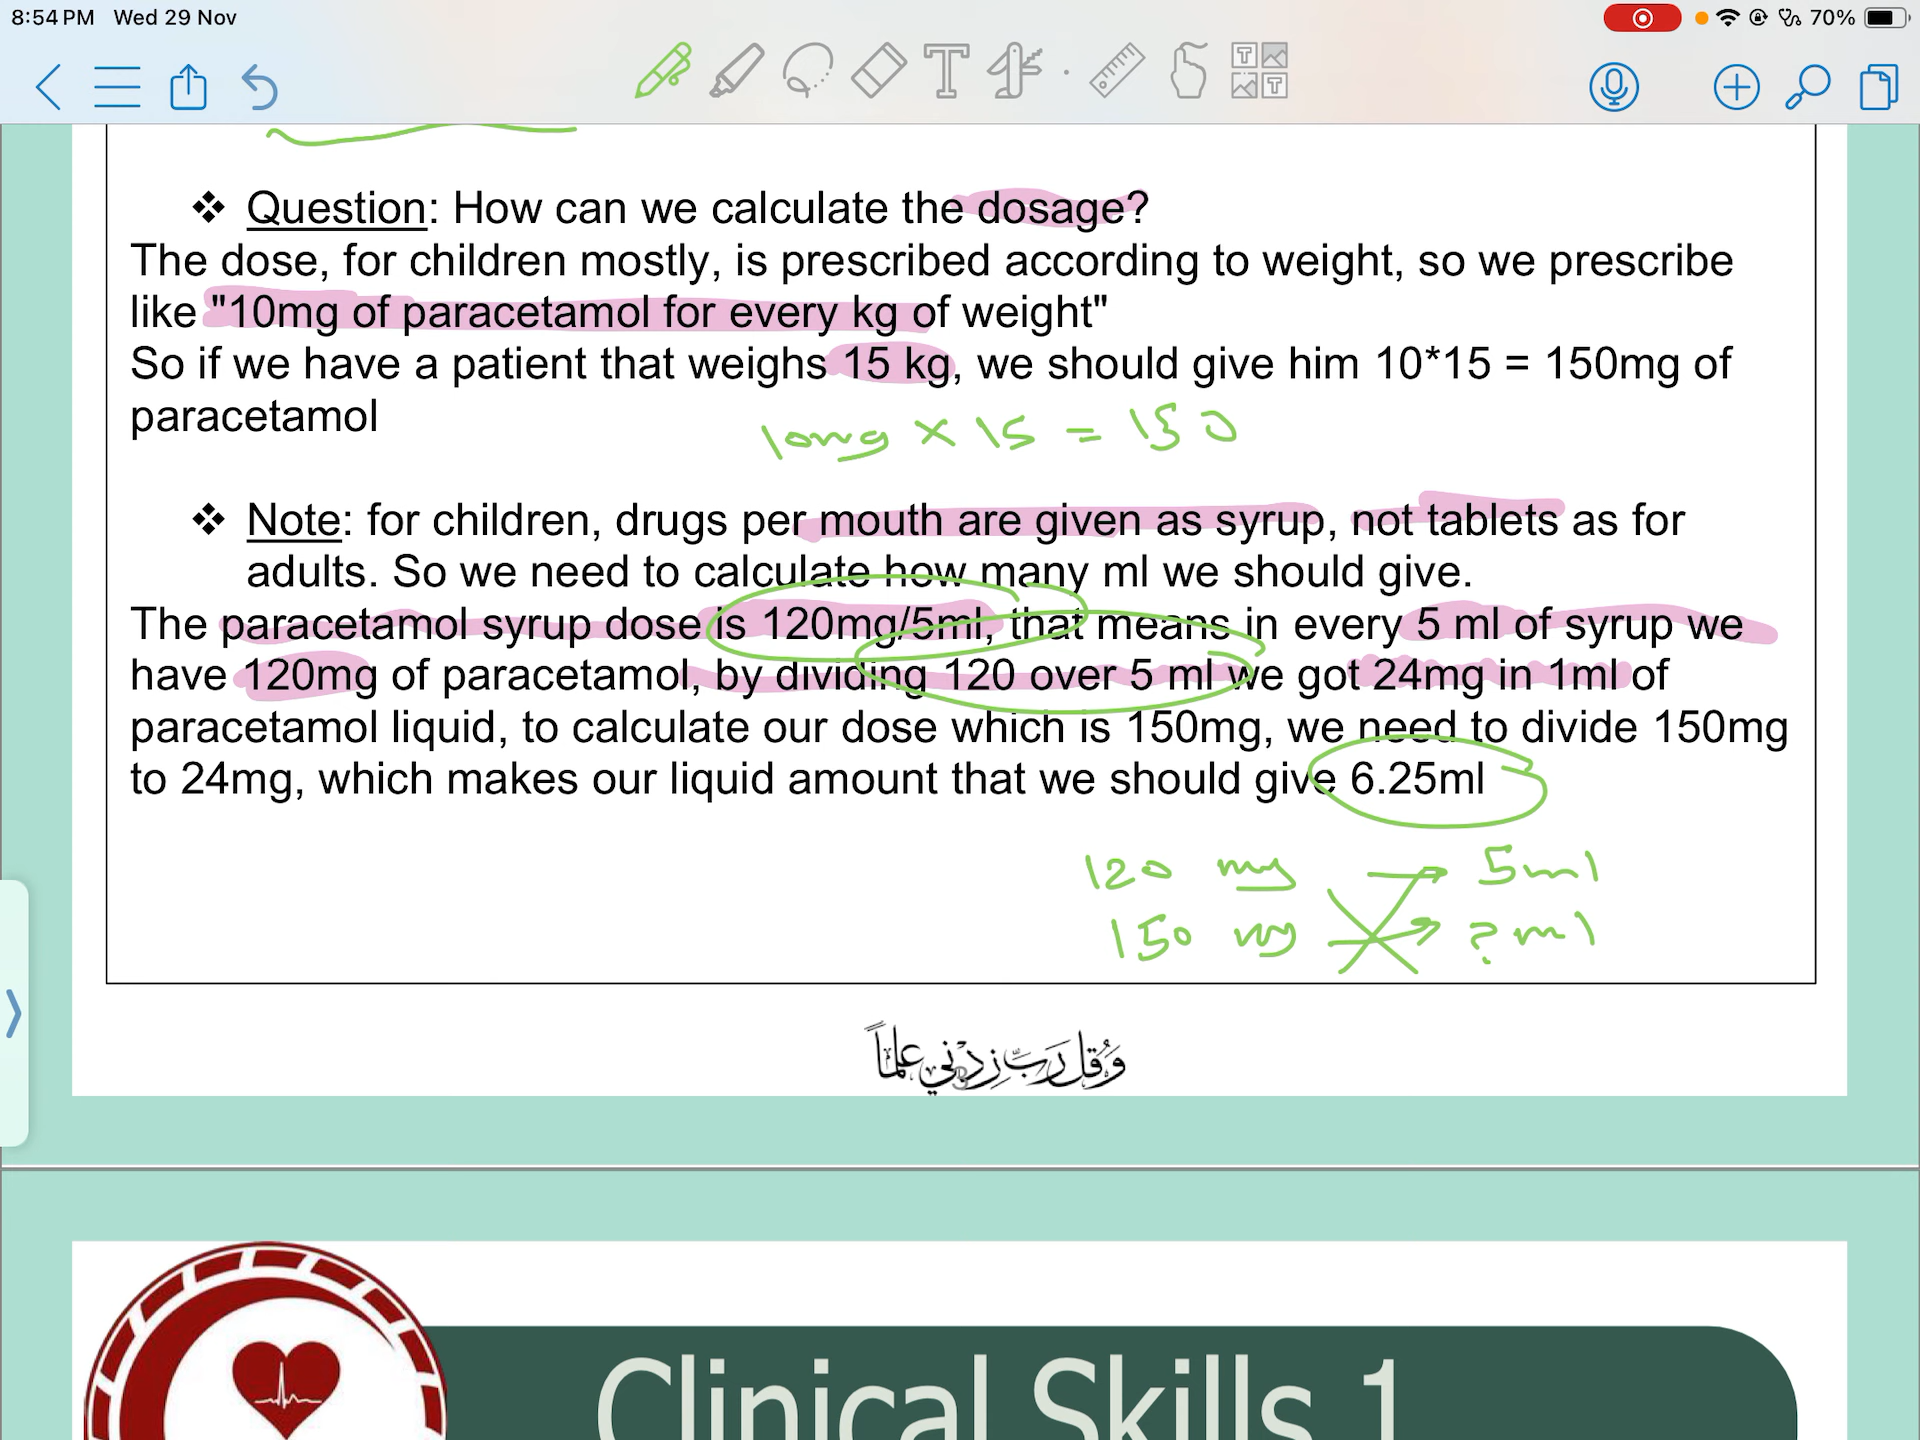 8:54 PM Wed 29 Nov
70%
❖ Question: How can we calculate the dosage?
The dose, for children mostly, is prescribed according to weight, so we prescribe
like "10mg of paracetamol for every kg of weight"
So if we have a patient that weighs 15 kg, we should give him 10*15 = 150mg of
paracetamol
10mg × 15 = 150
❖ Note: for children, drugs per mouth are given as syrup, not tablets as for
adults. So we need to calculate how many ml we should give.
The paracetamol syrup dose is 120mg/5ml, that means in every 5 ml of syrup we
have 120mg of paracetamol, by dividing 120 over 5 ml we got 24mg in 1ml of
paracetamol liquid, to calculate our dose which is 150mg, we need to divide 150mg
to 24mg, which makes our liquid amount that we should give 6.25ml
120 mg → 5ml
150 mg → ?ml
وَقُل رَّبِّ زِدْنِي عِلْمًا
Clinical Skills 1